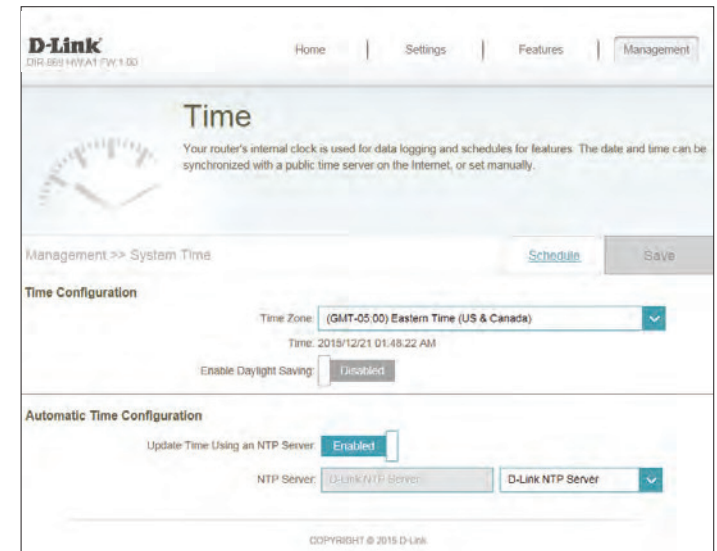 D-Link
DIR-869 HW:A1 FW:1.00
Home | Settings | Features | Management
Time
Your router's internal clock is used for data logging and schedules for features. The date and time can be
synchronized with a public time server on the Internet, or set manually.
Management >> System Time
Schedule
Save
Time Configuration
Time Zone: (GMT-05:00) Eastern Time (US & Canada)
Time: 2015/12/21 01:48:22 AM
Enable Daylight Saving: Disabled
Automatic Time Configuration
Update Time Using an NTP Server: Enabled
NTP Server: D-Link NTP Server D-Link NTP Server
COPYRIGHT © 2015 D-Link